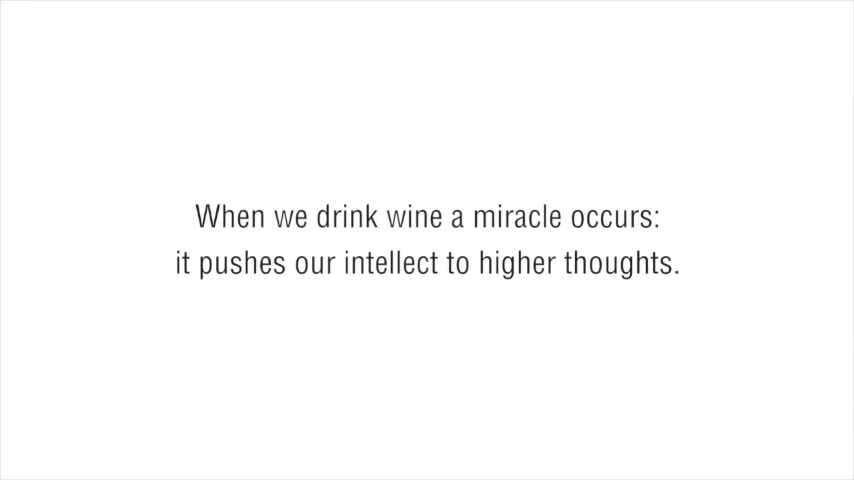 When we drink wine a miracle occurs:
it pushes our intellect to higher thoughts.